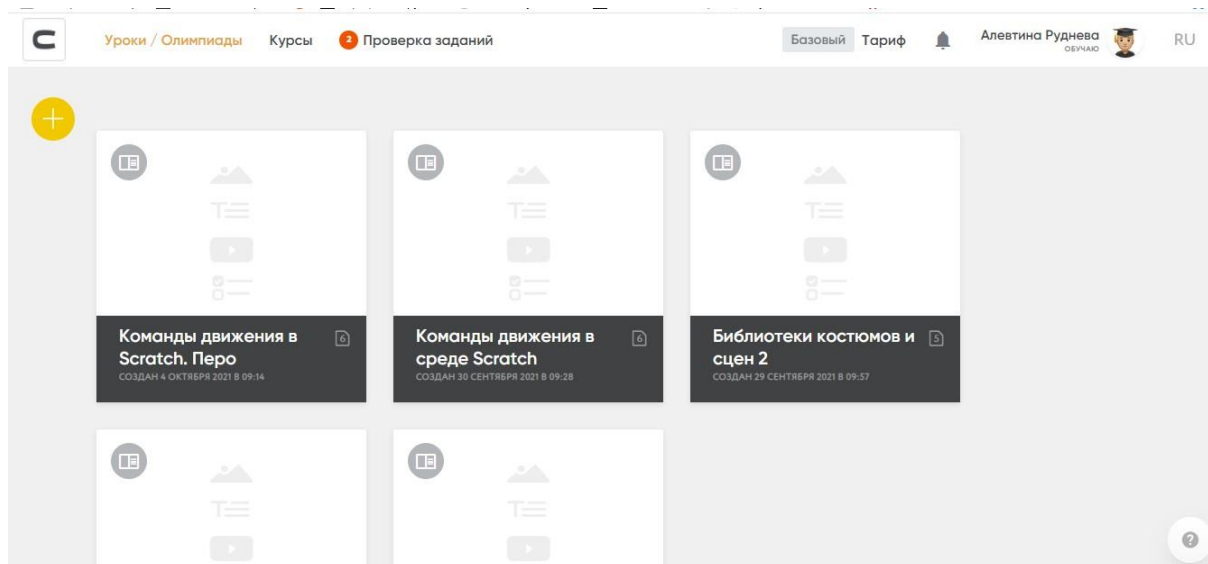 Уроки / Олимпиады Курсы 2 Проверка заданий Базовый Тариф Алевтина Руднева RU
ОБУЧАЮ
Команды движения в
Scratch. Перо
6
СОЗДАН 4 ОКТЯБРЯ 2021 В 09:14
Команды движения в
среде Scratch
6
СОЗДАН 30 СЕНТЯБРЯ 2021 В 09:28
Библиотеки костюмов и
сцен 2
5
СОЗДАН 29 СЕНТЯБРЯ 2021 В 09:57